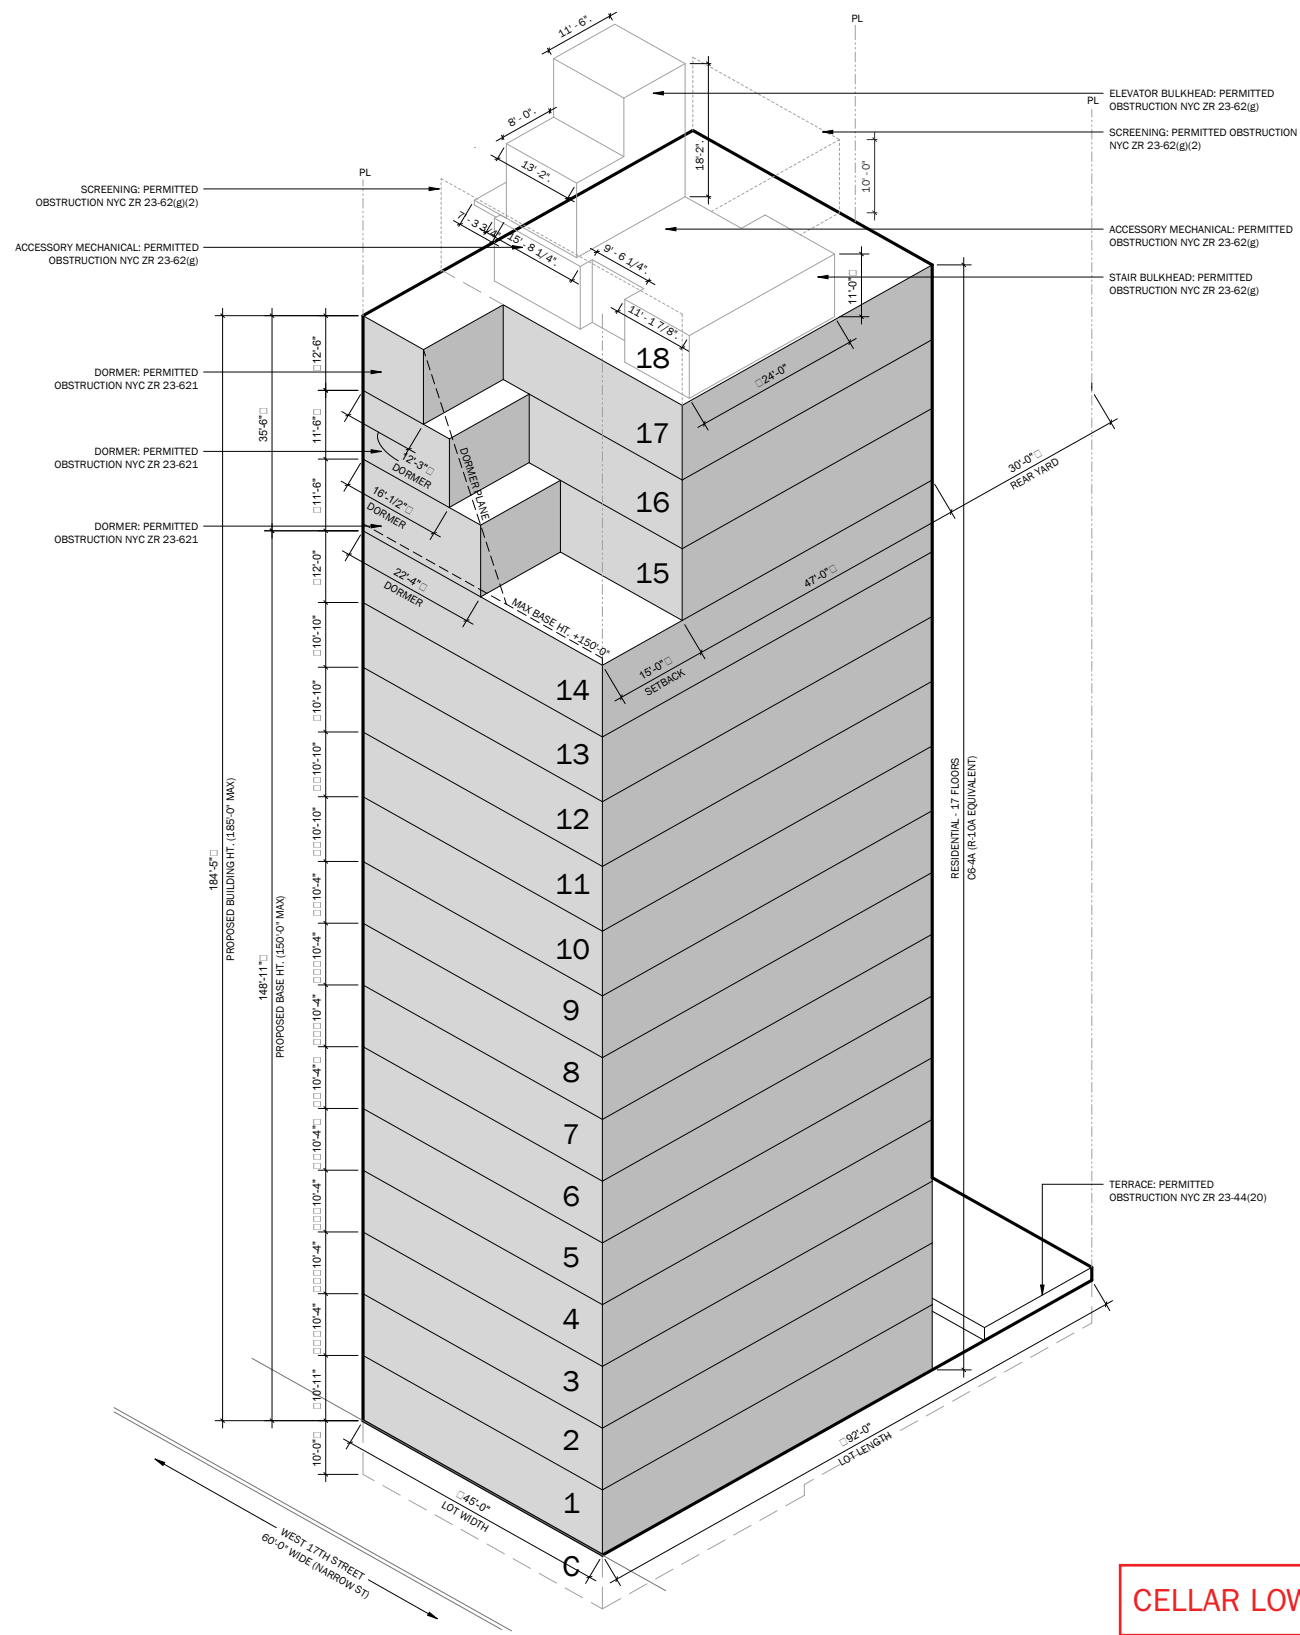 11'-6".
PL
8'-0".
13'-2".
18'-2".
10'-0"
PL
ELEVATOR BULKHEAD: PERMITTED
OBSTRUCTION NYC ZR 23-62(g)
SCREENING: PERMITTED OBSTRUCTION
NYC ZR 23-62(g)(2)
PL
SCREENING: PERMITTED
OBSTRUCTION NYC ZR 23-62(g)(2)
7'-3 3/4".
15'-8 1/4".
9'-6 1/4".
ACCESSORY MECHANICAL: PERMITTED
OBSTRUCTION NYC ZR 23-62(g)
ACCESSORY MECHANICAL: PERMITTED
OBSTRUCTION NYC ZR 23-62(g)
STAIR BULKHEAD: PERMITTED
OBSTRUCTION NYC ZR 23-62(g)
11'-0"□
11'-1 7/8".
18
□24'-0"
□12'-6"
DORMER: PERMITTED
OBSTRUCTION NYC ZR 23-621
35'-6"□
11'-6"□
17
DORMER: PERMITTED
OBSTRUCTION NYC ZR 23-621
12'-3"□
DORMER
DORMER PLANE
30'-0"□
REAR YARD
□11'-6"
16'-1/2"□
DORMER
16
DORMER: PERMITTED
OBSTRUCTION NYC ZR 23-621
□12'-0"
22'-4"□
DORMER
15
47'-0"□
MAX BASE HT. +150'-0"
15'-0"□
SETBACK
□10'-10"
14
□10'-10"
13
□□10'-10"
12
□□10'-10"
11
□□10'-4"
10
□□□10'-4"
9
□□□10'-4"
8
□□10'-4"□
7
□□10'-4"□
6
□□□□10'-4"
5
□□□□10'-4"
4
□□□□10'-4"
3
□□10'-11"
2
10'-0"□
1
C
184'-5"□
PROPOSED BUILDING HT. (185'-0" MAX)
148'-11"□
PROPOSED BASE HT. (150'-0" MAX)
RESIDENTIAL - 17 FLOORS
C6-4A (R-10A EQUIVALENT)
TERRACE: PERMITTED
OBSTRUCTION NYC ZR 23-44(20)
□92'-0"
LOT LENGTH
□45'-0"
LOT WIDTH
WEST 17TH STREET
60'-0" WIDE (NARROW ST)
CELLAR LOW